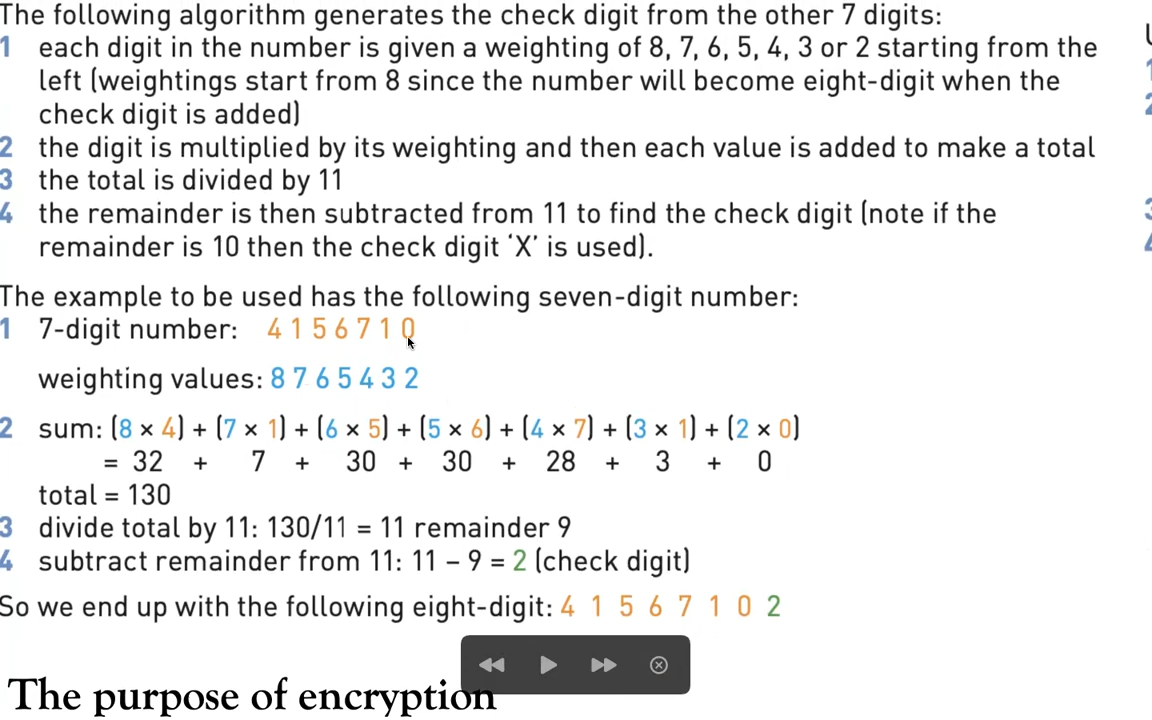 The following algorithm generates the check digit from the other 7 digits:
1 each digit in the number is given a weighting of 8, 7, 6, 5, 4, 3 or 2 starting from the
left (weightings start from 8 since the number will become eight-digit when the
check digit is added)
2 the digit is multiplied by its weighting and then each value is added to make a total
3 the total is divided by 11
4 the remainder is then subtracted from 11 to find the check digit (note if the
remainder is 10 then the check digit ‘X’ is used).
The example to be used has the following seven-digit number:
1 7-digit number: 4 1 5 6 7 1 0
weighting values: 8 7 6 5 4 3 2
2 sum: (8 × 4) + (7 × 1) + (6 × 5) + (5 × 6) + (4 × 7) + (3 × 1) + (2 × 0)
= 32 + 7 + 30 + 30 + 28 + 3 + 0
total = 130
3 divide total by 11: 130/11 = 11 remainder 9
4 subtract remainder from 11: 11 – 9 = 2 (check digit)
So we end up with the following eight-digit: 4 1 5 6 7 1 0 2
The purpose of encryption